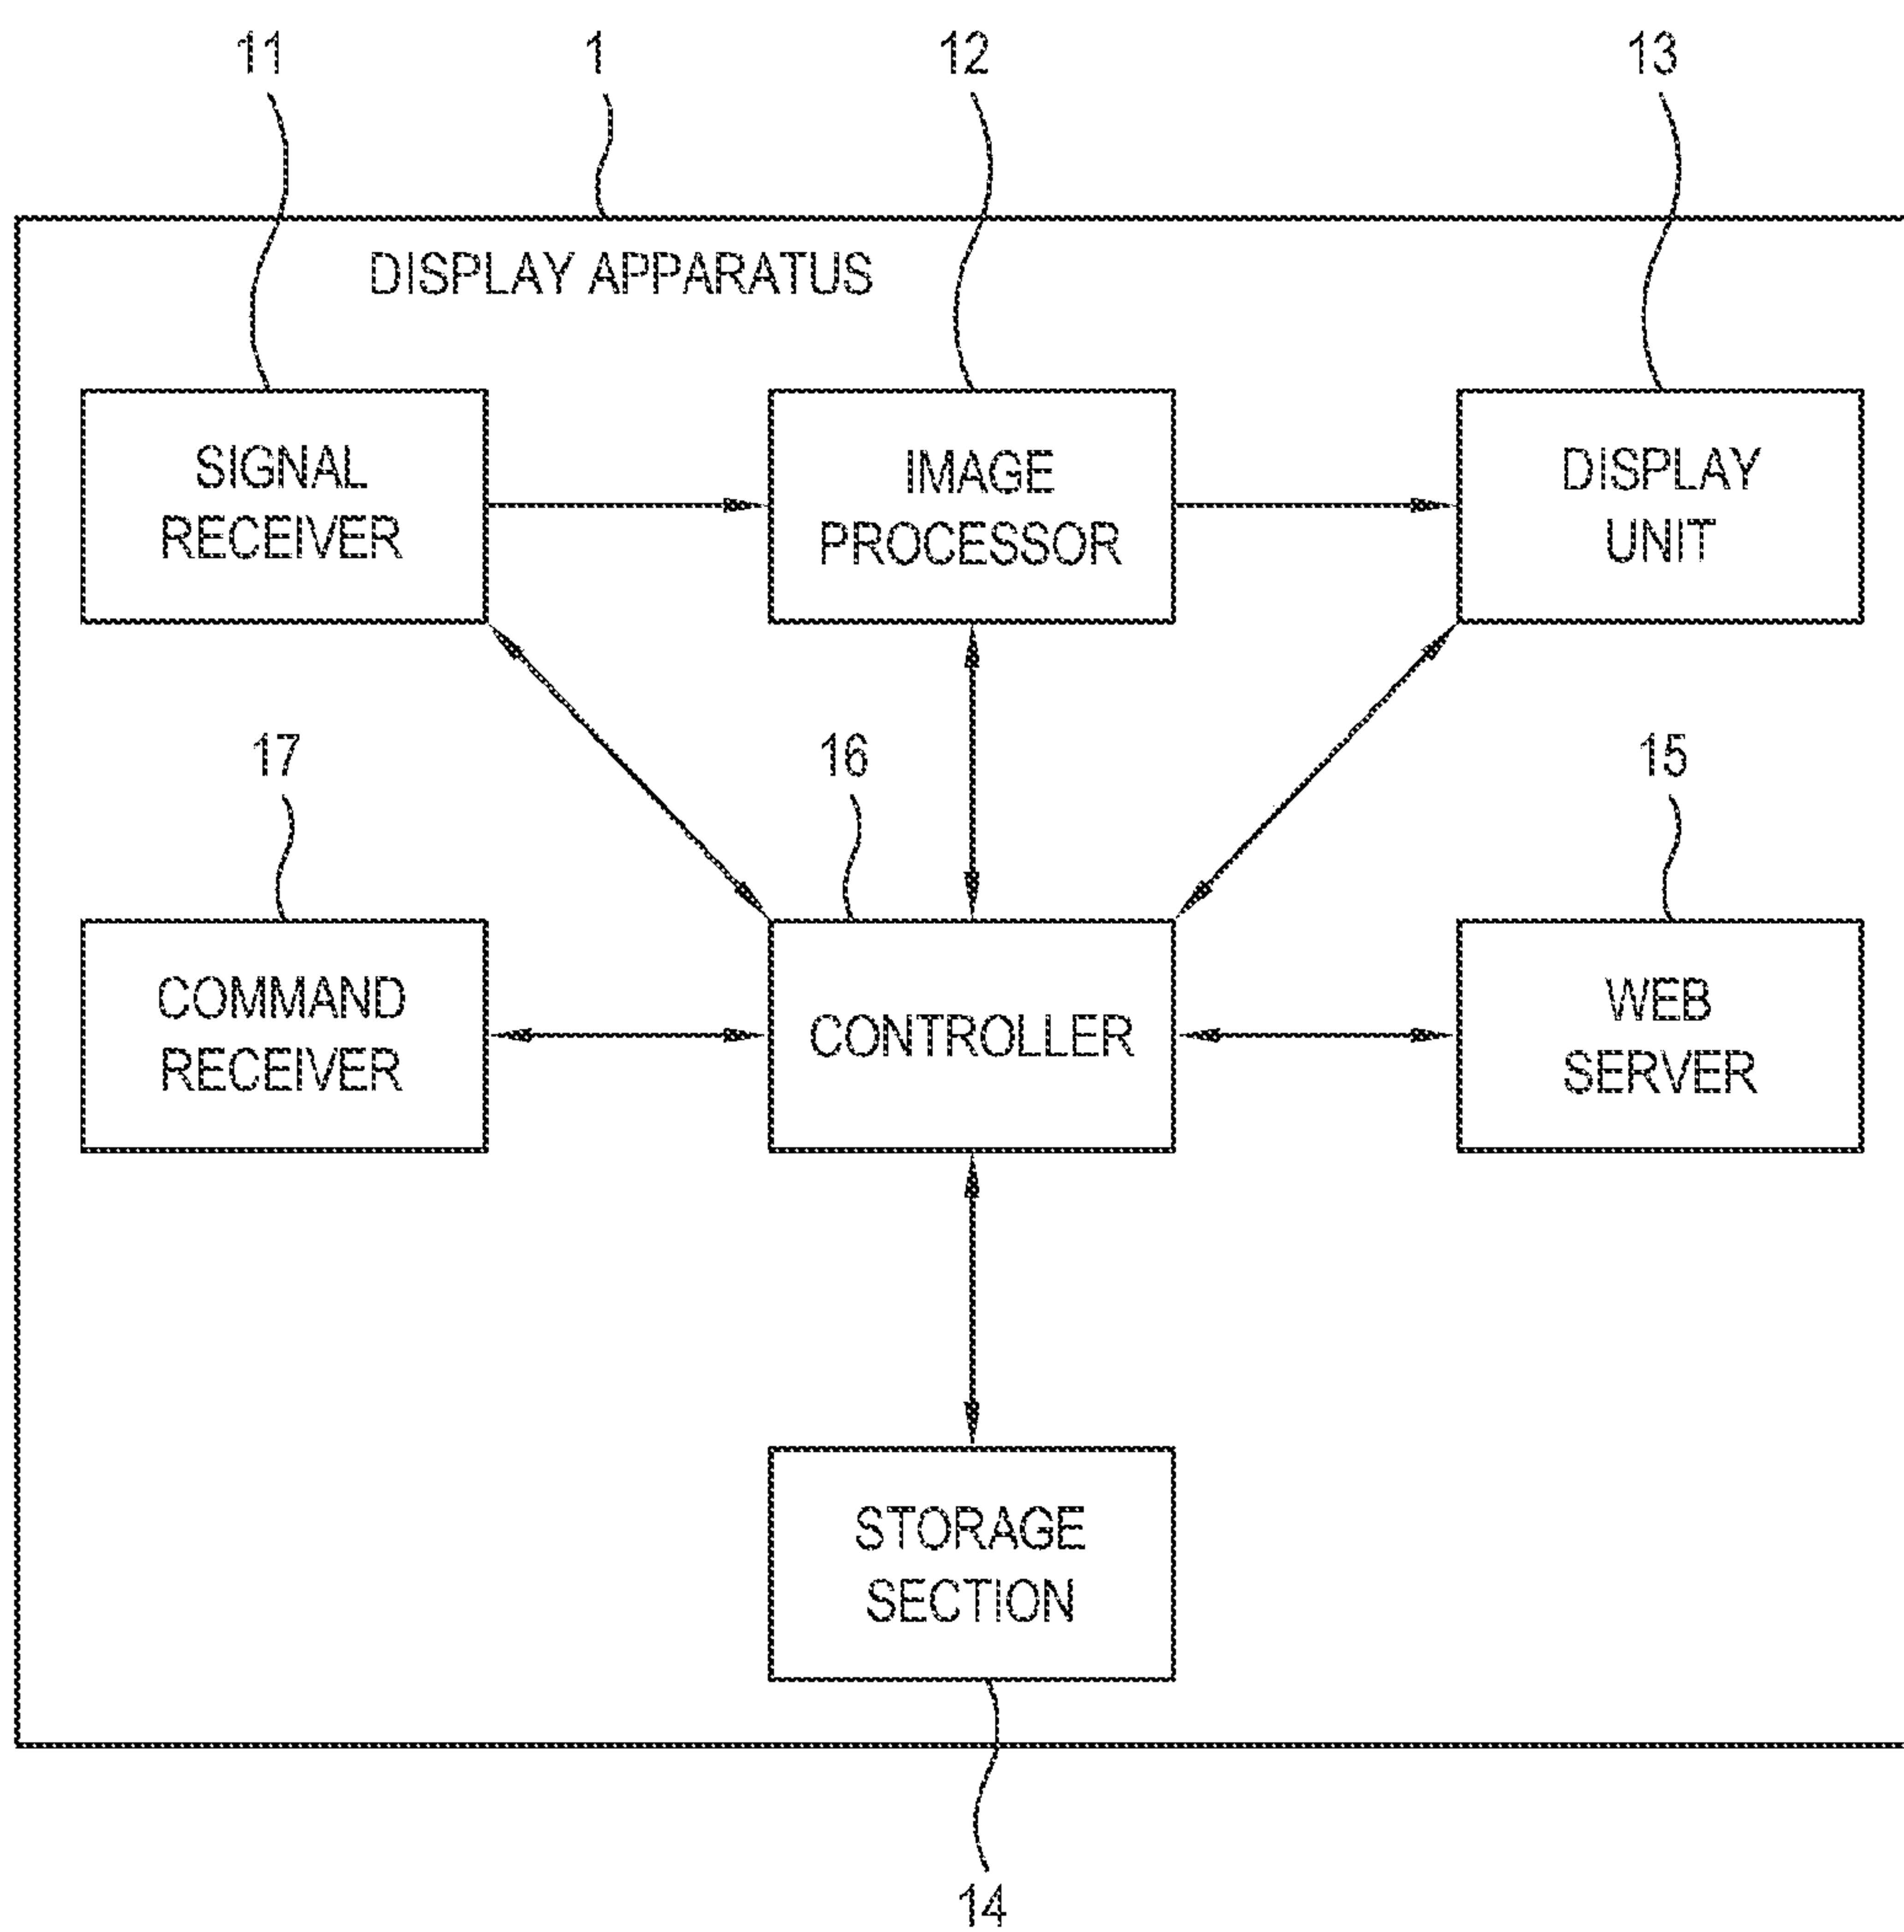 11
1
12
13
DISPLAY APPARATUS
SIGNAL
RECEIVER
IMAGE
PROCESSOR
DISPLAY
UNIT
17
16
15
COMMAND
RECEIVER
CONTROLLER
WEB
SERVER
STORAGE
SECTION
14